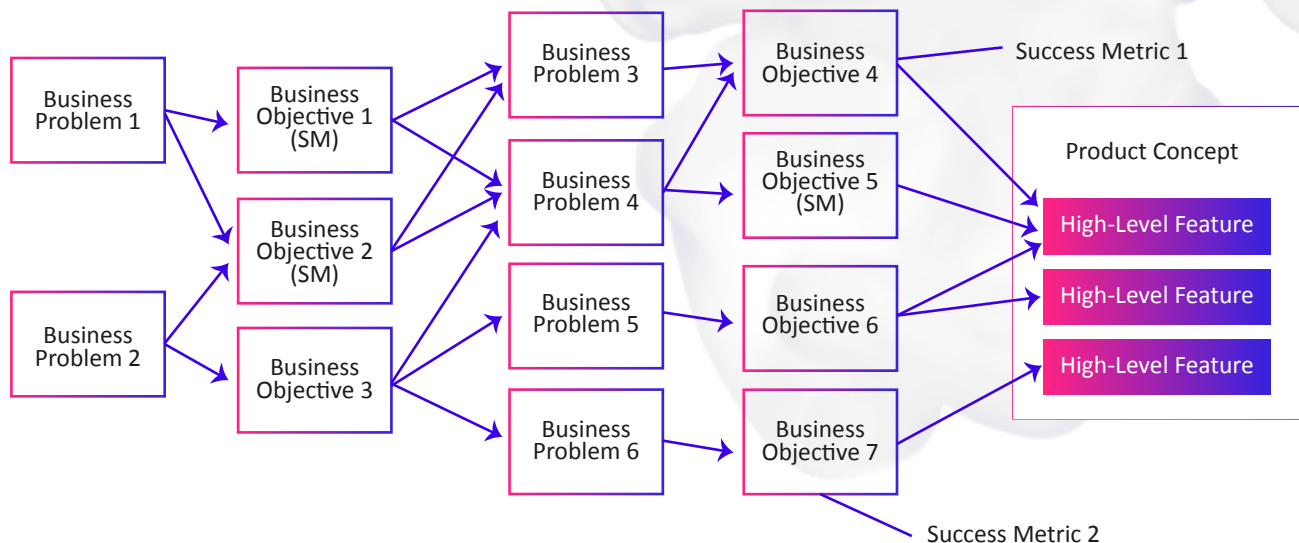 Business
Problem 1
Business
Problem 2
Business
Objective 1
(SM)
Business
Objective 2
(SM)
Business
Objective 3
Business
Problem 3
Business
Problem 4
Business
Problem 5
Business
Problem 6
Business
Objective 4
Business
Objective 5
(SM)
Business
Objective 6
Business
Objective 7
Success Metric 1
Product Concept
High-Level Feature
High-Level Feature
High-Level Feature
Success Metric 2